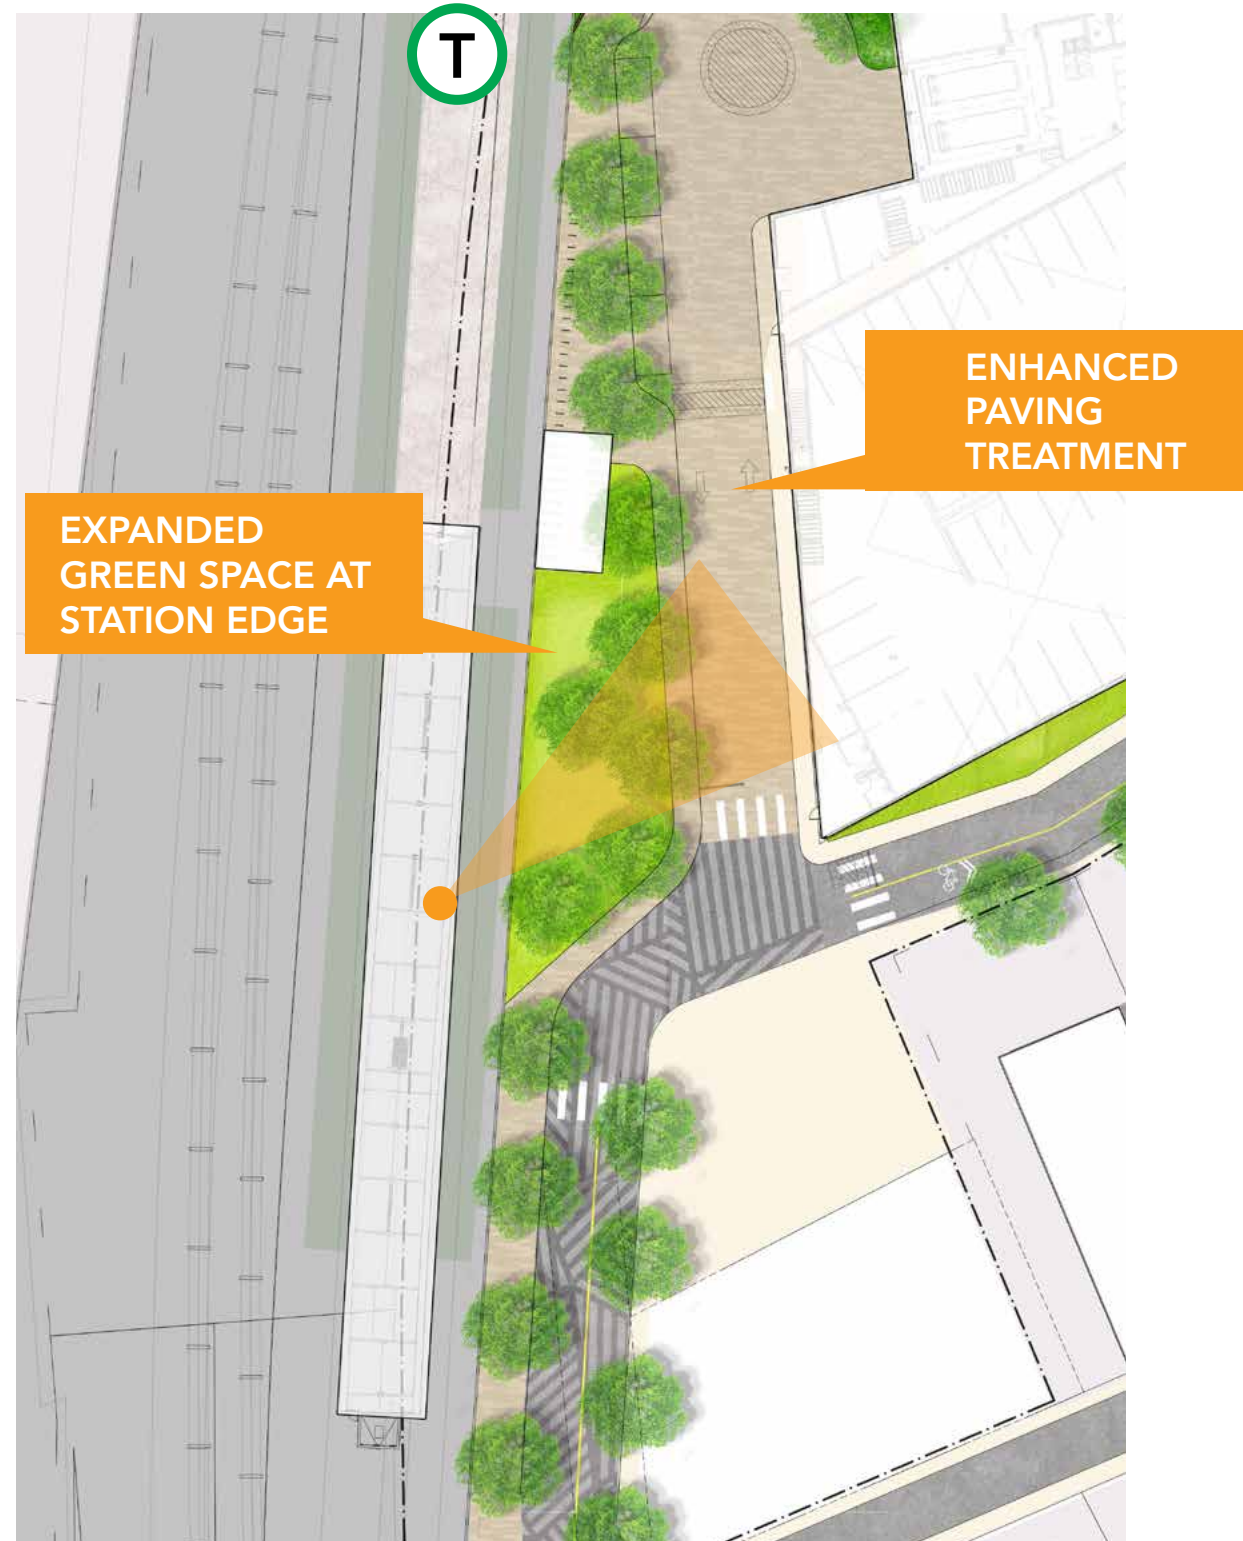 T
ENHANCED
PAVING
TREATMENT
EXPANDED
GREEN SPACE AT
STATION EDGE